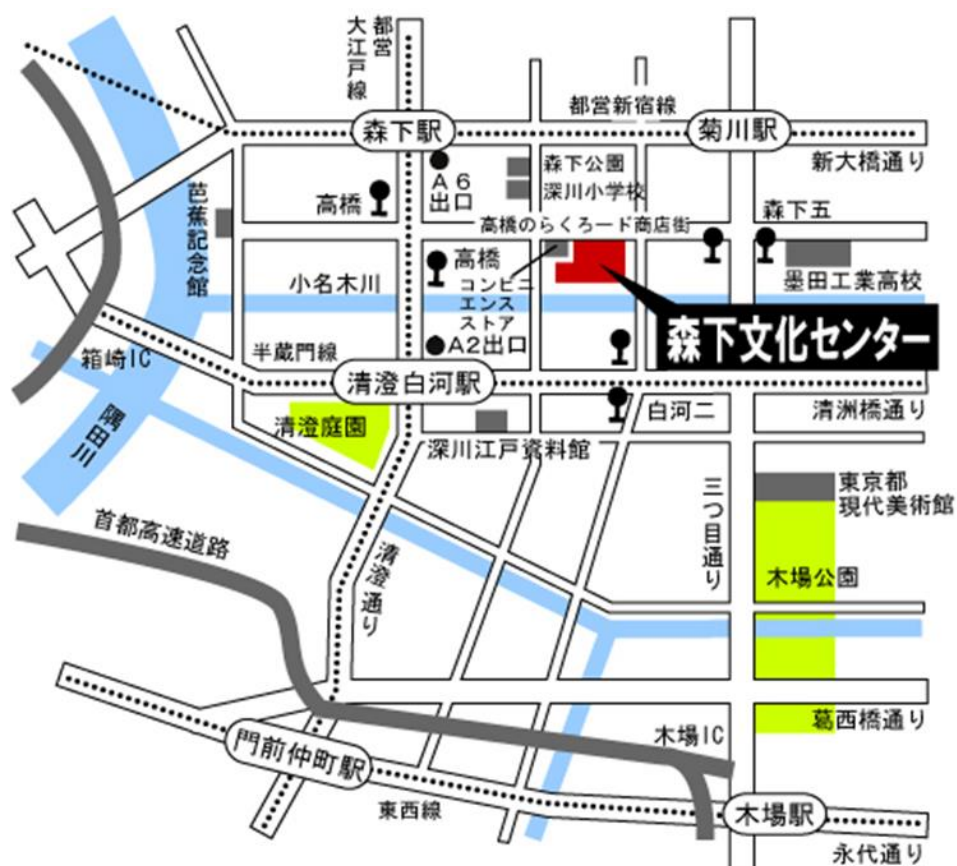 都営
大江戸線
都営新宿線
森下駅
菊川駅
新大橋通り
A6
出口
森下公園
深川小学校
高橋
森下五
芭蕉記念館
高橋のらくろード商店街
高橋
墨田工業高校
小名木川
コンビニ
エンス
ストア
森下文化センター
A2出口
半蔵門線
箱崎IC
清澄白河駅
白河二
清洲橋通り
隅田川
清澄庭園
深川江戸資料館
三つ目通り
東京都
現代美術館
首都高速道路
清澄通り
木場公園
葛西橋通り
木場IC
門前仲町駅
東西線
木場駅
永代通り